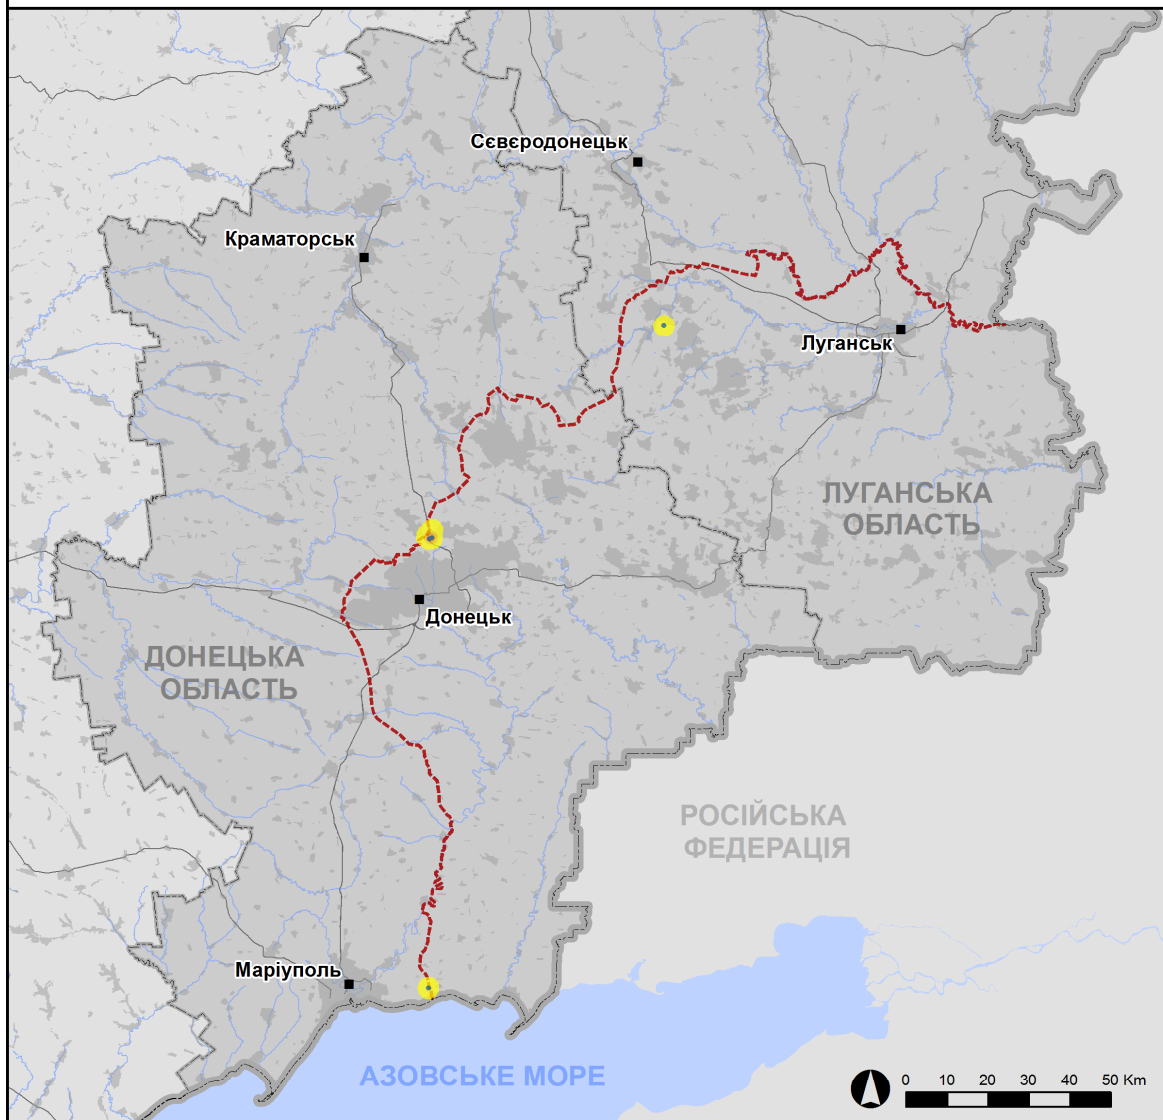 Сєвєродонецьк
Краматорськ
Луганськ
ЛУГАНСЬКА
ОБЛАСТЬ
Донецьк
ДОНЕЦЬКА
ОБЛАСТЬ
РОСІЙСЬКА
ФЕДЕРАЦІЯ
Маріуполь
АЗОВСЬКЕ МОРЕ
0 10 20 30 40 50 Km